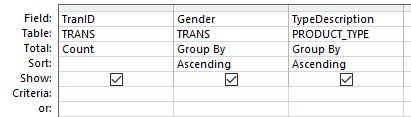 Field: TranID Gender TypeDescription
Table: TRANS TRANS PRODUCT_TYPE
Total: Count Group By Group By
Sort: Ascending Ascending
Show:
Criteria:
or: